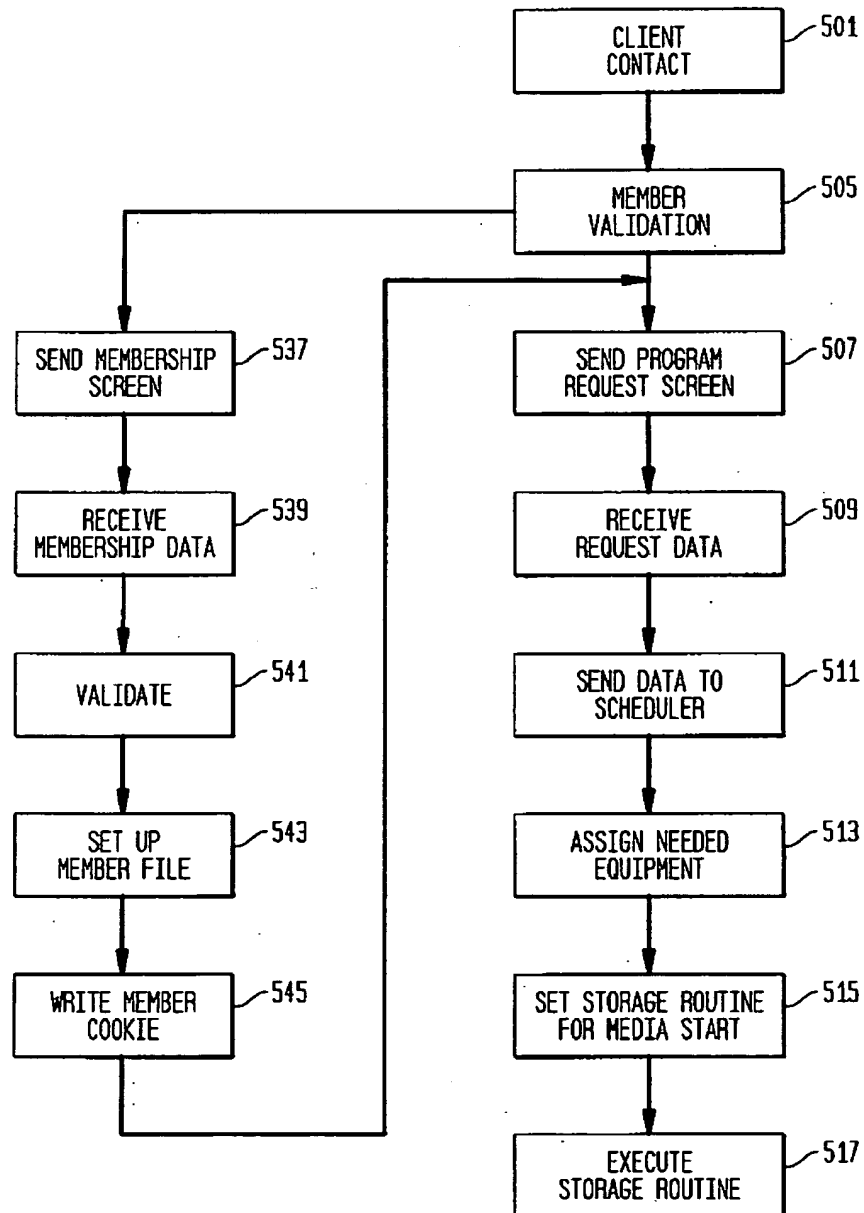 CLIENT
CONTACT
501
MEMBER
VALIDATION
505
SEND MEMBERSHIP
SCREEN
537
SEND PROGRAM
REQUEST SCREEN
507
RECEIVE
MEMBERSHIP DATA
539
RECEIVE
REQUEST DATA
509
VALIDATE
541
SEND DATA TO
SCHEDULER
511
SET UP
MEMBER FILE
543
ASSIGN NEEDED
EQUIPMENT
513
WRITE MEMBER
COOKIE
545
SET STORAGE ROUTINE
FOR MEDIA START
515
EXECUTE
STORAGE ROUTINE
517